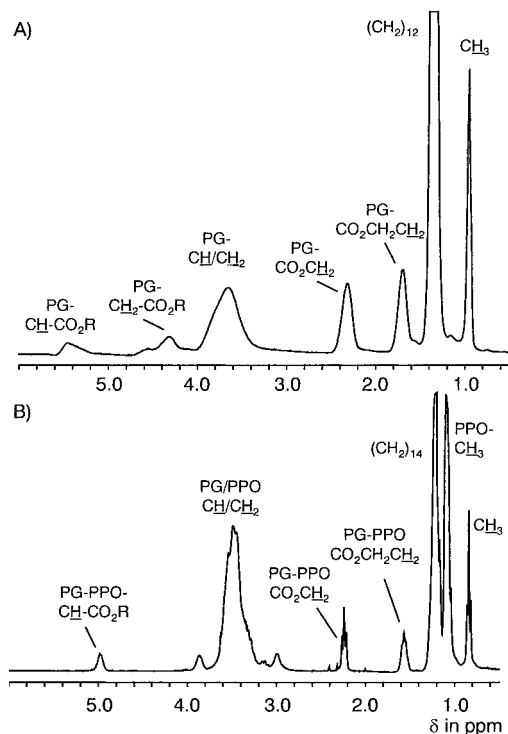 A)
(CH₂)₁₂
CH₃
PG-
CO₂CH₂CH₂
PG-
CH/CH₂
PG-
CO₂CH₂
PG-
CH₂-CO₂R
PG-
CH-CO₂R
5.0 4.0 3.0 2.0 1.0
B)
(CH₂)₁₄
PPO-
CH₃
PG/PPO
CH/CH₂
CH₃
PG-PPO
CO₂CH₂CH₂
PG-PPO
CO₂CH₂
PG-PPO-
CH-CO₂R
5.0 4.0 3.0 2.0 1.0
δ in ppm